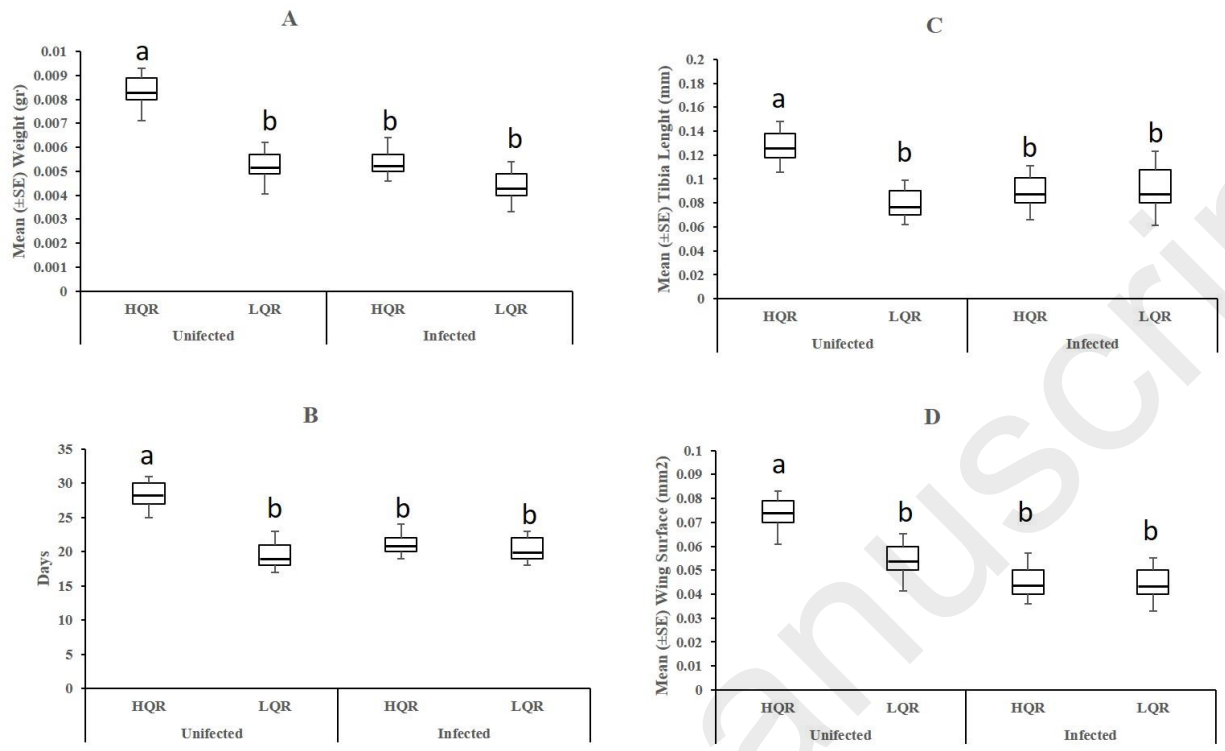 A
Mean (±SE) Weight (gr)
0.01
0.009
0.008
0.007
0.006
0.005
0.004
0.003
0.002
0.001
0
a
b
b
b
HQR LQR HQR LQR
Unifected Infected
C
Mean (±SE) Tibia Lenght (mm)
0.2
0.18
0.16
0.14
0.12
0.1
0.08
0.06
0.04
0.02
0
a
b
b
b
HQR LQR HQR LQR
Unifected Infected
B
Days
35
30
25
20
15
10
5
0
a
b
b
b
HQR LQR HQR LQR
Unifected Infected
D
Mean (±SE) Wing Surface (mm2)
0.1
0.09
0.08
0.07
0.06
0.05
0.04
0.03
0.02
0.01
0
a
b
b
b
HQR LQR HQR LQR
Unifected Infected
anuscrip